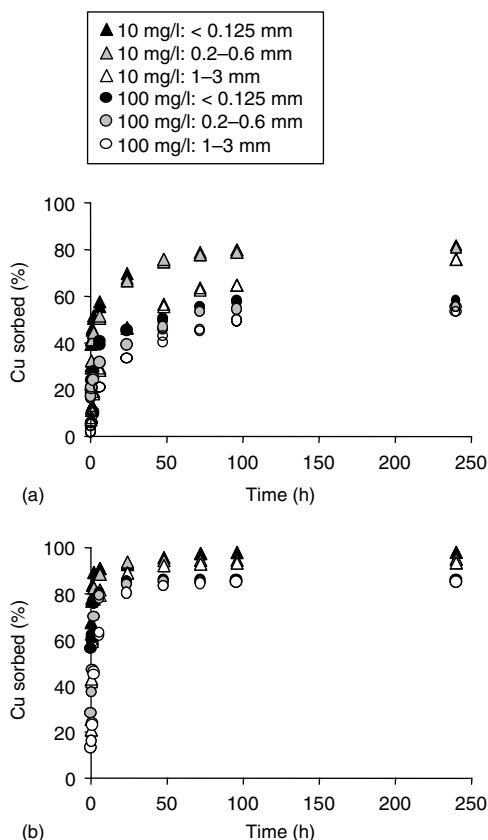 10 mg/l: < 0.125 mm
10 mg/l: 0.2–0.6 mm
10 mg/l: 1–3 mm
100 mg/l: < 0.125 mm
100 mg/l: 0.2–0.6 mm
100 mg/l: 1–3 mm
100
80
60
40
20
0
Cu sorbed (%)
0 50 100 150 200 250
(a) Time (h)
100
80
60
40
20
0
Cu sorbed (%)
0 50 100 150 200 250
(b) Time (h)